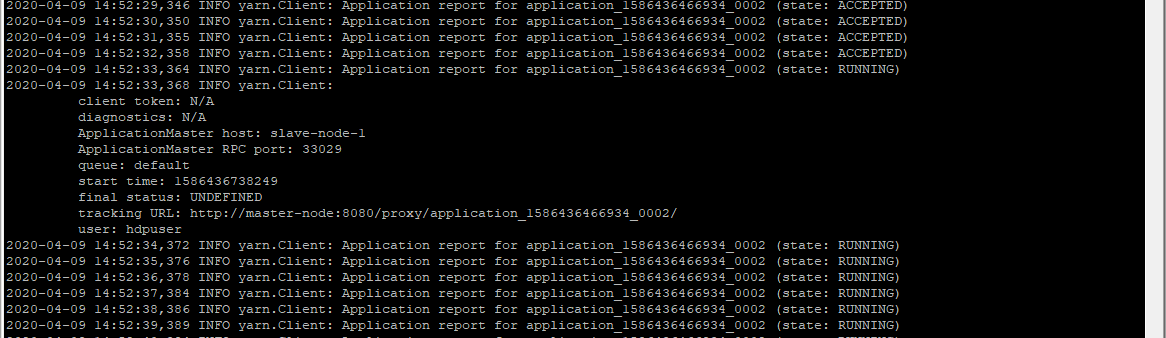 2020-04-09 14:52:29,346 INFO yarn.Client: Application report for application_1586436466934_0002 (state: ACCEPTED)
2020-04-09 14:52:30,350 INFO yarn.Client: Application report for application_1586436466934_0002 (state: ACCEPTED)
2020-04-09 14:52:31,355 INFO yarn.Client: Application report for application_1586436466934_0002 (state: ACCEPTED)
2020-04-09 14:52:32,358 INFO yarn.Client: Application report for application_1586436466934_0002 (state: ACCEPTED)
2020-04-09 14:52:33,364 INFO yarn.Client: Application report for application_1586436466934_0002 (state: RUNNING)
2020-04-09 14:52:33,368 INFO yarn.Client:
client token: N/A
diagnostics: N/A
ApplicationMaster host: slave-node-1
ApplicationMaster RPC port: 33029
queue: default
start time: 1586436738249
final status: UNDEFINED
tracking URL: http://master-node:8080/proxy/application_1586436466934_0002/
user: hdpuser
2020-04-09 14:52:34,372 INFO yarn.Client: Application report for application_1586436466934_0002 (state: RUNNING)
2020-04-09 14:52:35,376 INFO yarn.Client: Application report for application_1586436466934_0002 (state: RUNNING)
2020-04-09 14:52:36,378 INFO yarn.Client: Application report for application_1586436466934_0002 (state: RUNNING)
2020-04-09 14:52:37,384 INFO yarn.Client: Application report for application_1586436466934_0002 (state: RUNNING)
2020-04-09 14:52:38,386 INFO yarn.Client: Application report for application_1586436466934_0002 (state: RUNNING)
2020-04-09 14:52:39,389 INFO yarn.Client: Application report for application_1586436466934_0002 (state: RUNNING)